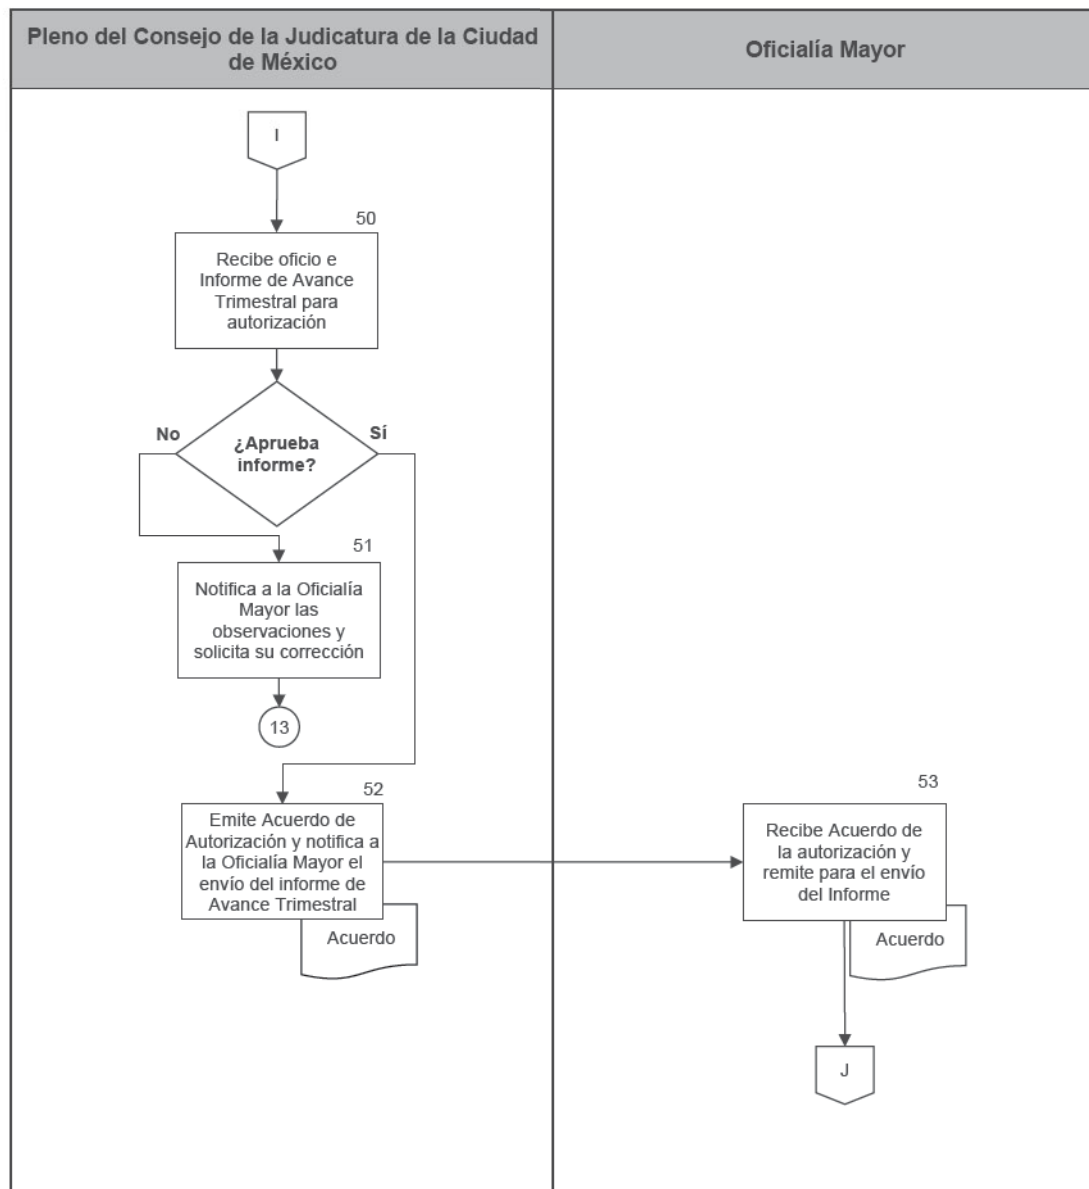 Pleno del Consejo de la Judicatura de la Ciudad
de México
Oficialía Mayor
I
50
Recibe oficio e
Informe de Avance
Trimestral para
autorización
No
¿Aprueba
informe?
Sí
51
Notifica a la Oficialía
Mayor las
observaciones y
solicita su corrección
13
52
Emite Acuerdo de
Autorización y notifica a
la Oficialía Mayor el
envío del informe de
Avance Trimestral
Acuerdo
53
Recibe Acuerdo de
la autorización y
remite para el envío
del Informe
Acuerdo
J